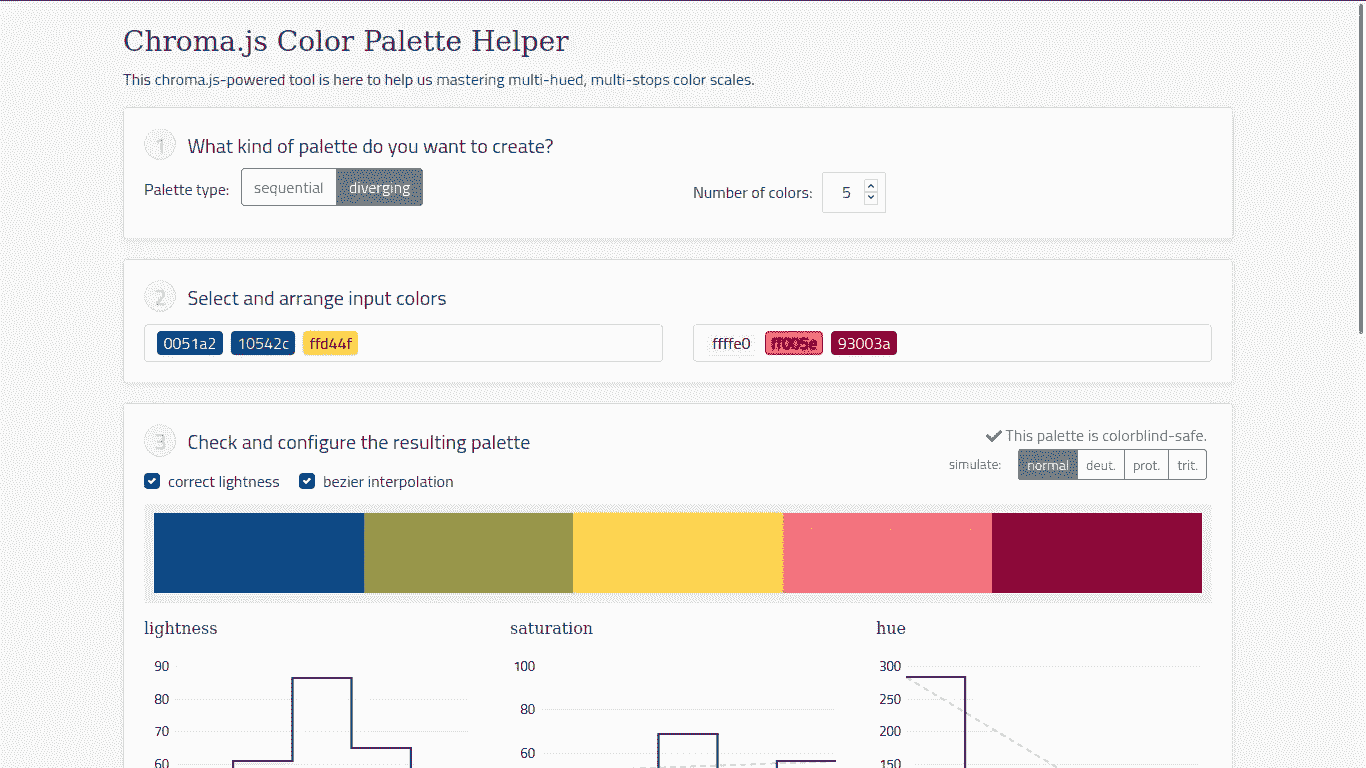 Chroma.js Color Palette Helper
This chroma.js-powered tool is here to help us mastering multi-hued, multi-stops color scales.
1 What kind of palette do you want to create?
Palette type: sequential diverging Number of colors: 5
2 Select and arrange input colors
0051a2 10542c ffd44f ffffe0 ff005e 93003a
3 Check and configure the resulting palette
This palette is colorblind-safe.
simulate: normal deut. prot. trit.
correct lightness bezier interpolation
lightness saturation hue
90 100 300
80 80 250
70 200
60 60 150